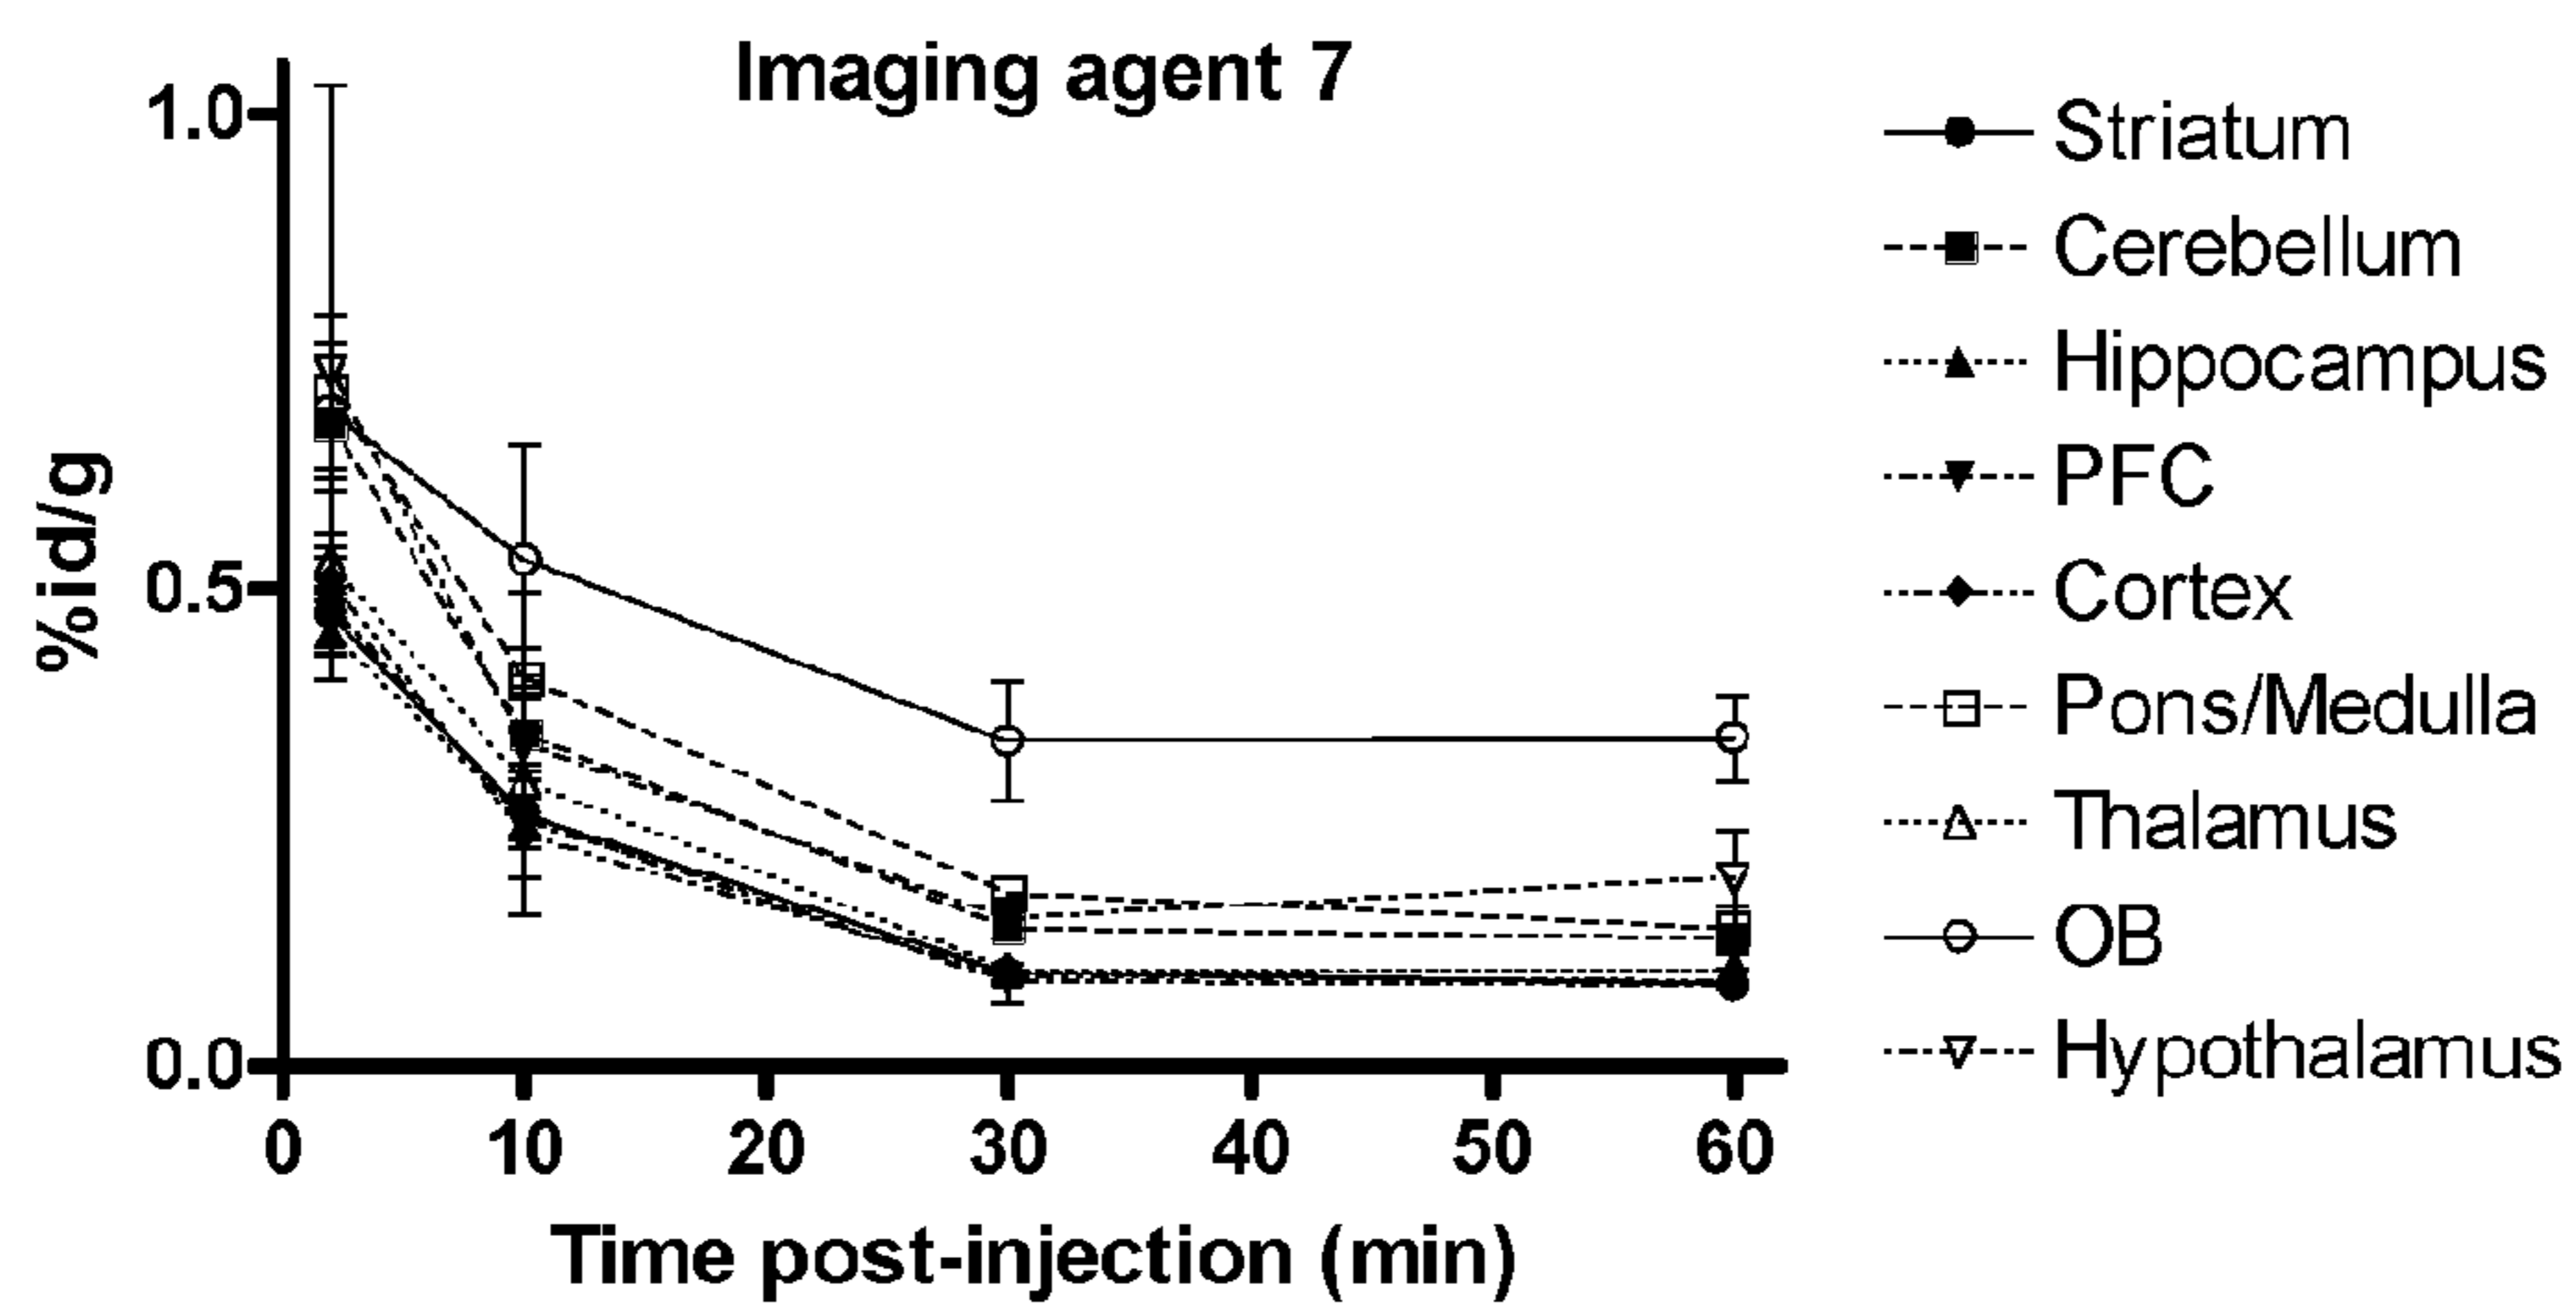 Imaging agent 7
%id/g
1.0
0.5
0.0
0 10 20 30 40 50 60
Time post-injection (min)
Striatum
Cerebellum
Hippocampus
PFC
Cortex
Pons/Medulla
Thalamus
OB
Hypothalamus